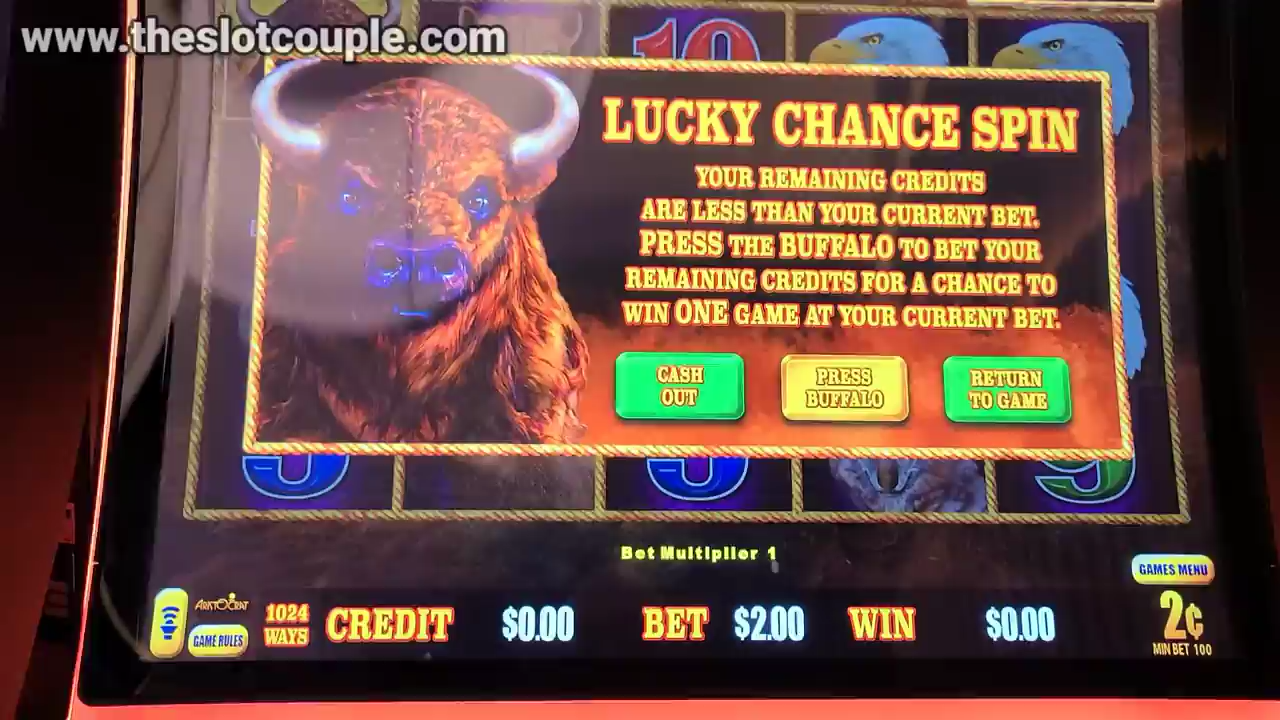 www.theslotcouple.com
10
LUCKY CHANCE SPIN
YOUR REMAINING CREDITS
ARE LESS THAN YOUR CURRENT BET.
PRESS THE BUFFALO TO BET YOUR
REMAINING CREDITS FOR A CHANCE TO
WIN ONE GAME AT YOUR CURRENT BET.
CASH OUT
PRESS BUFFALO
RETURN TO GAME
9
Bet Multiplier 1
GAMES MENU
ARISTOCRAT
GAME RULES
1024 WAYS
CREDIT $0.00 BET $2.00 WIN $0.00
2¢
MIN BET 100